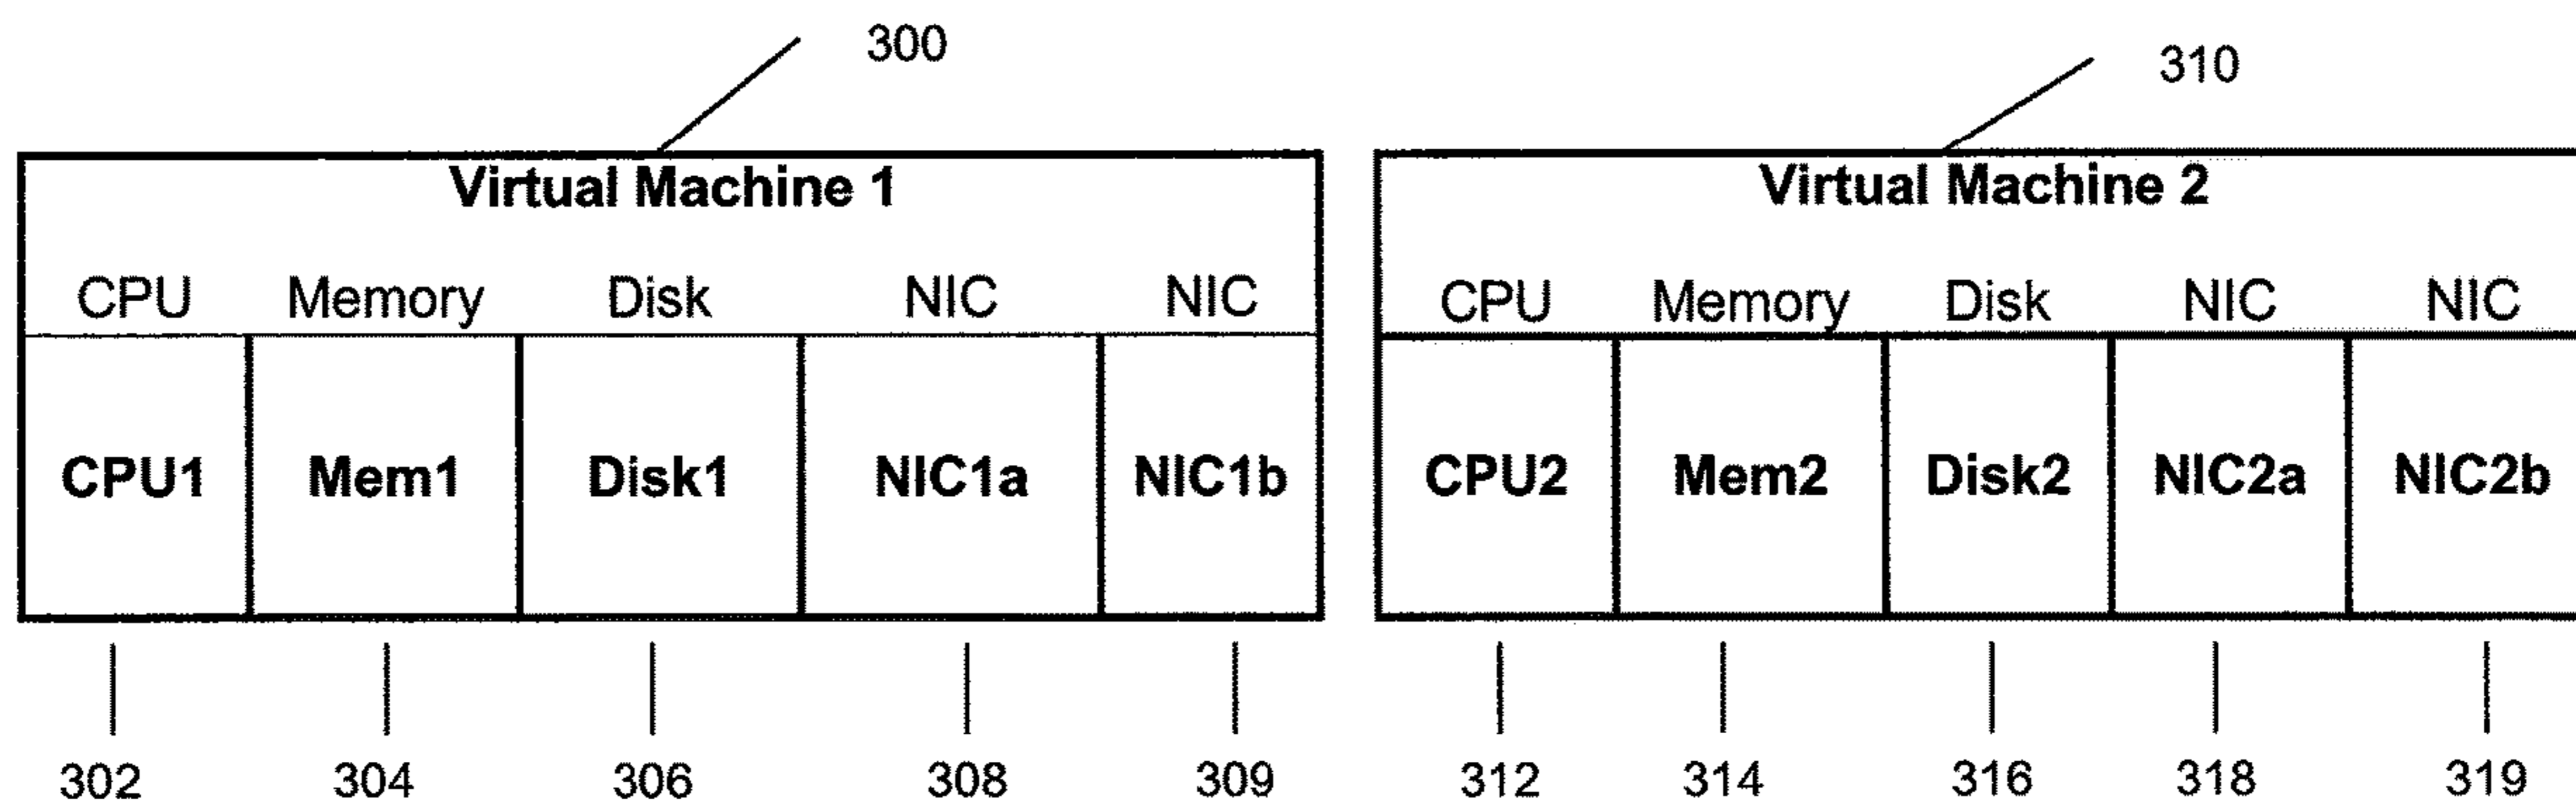 300
310
Virtual Machine 1
Virtual Machine 2
CPU Memory Disk NIC NIC
CPU Memory Disk NIC NIC
CPU1 Mem1 Disk1 NIC1a NIC1b
CPU2 Mem2 Disk2 NIC2a NIC2b
302 304 306 308 309
312 314 316 318 319